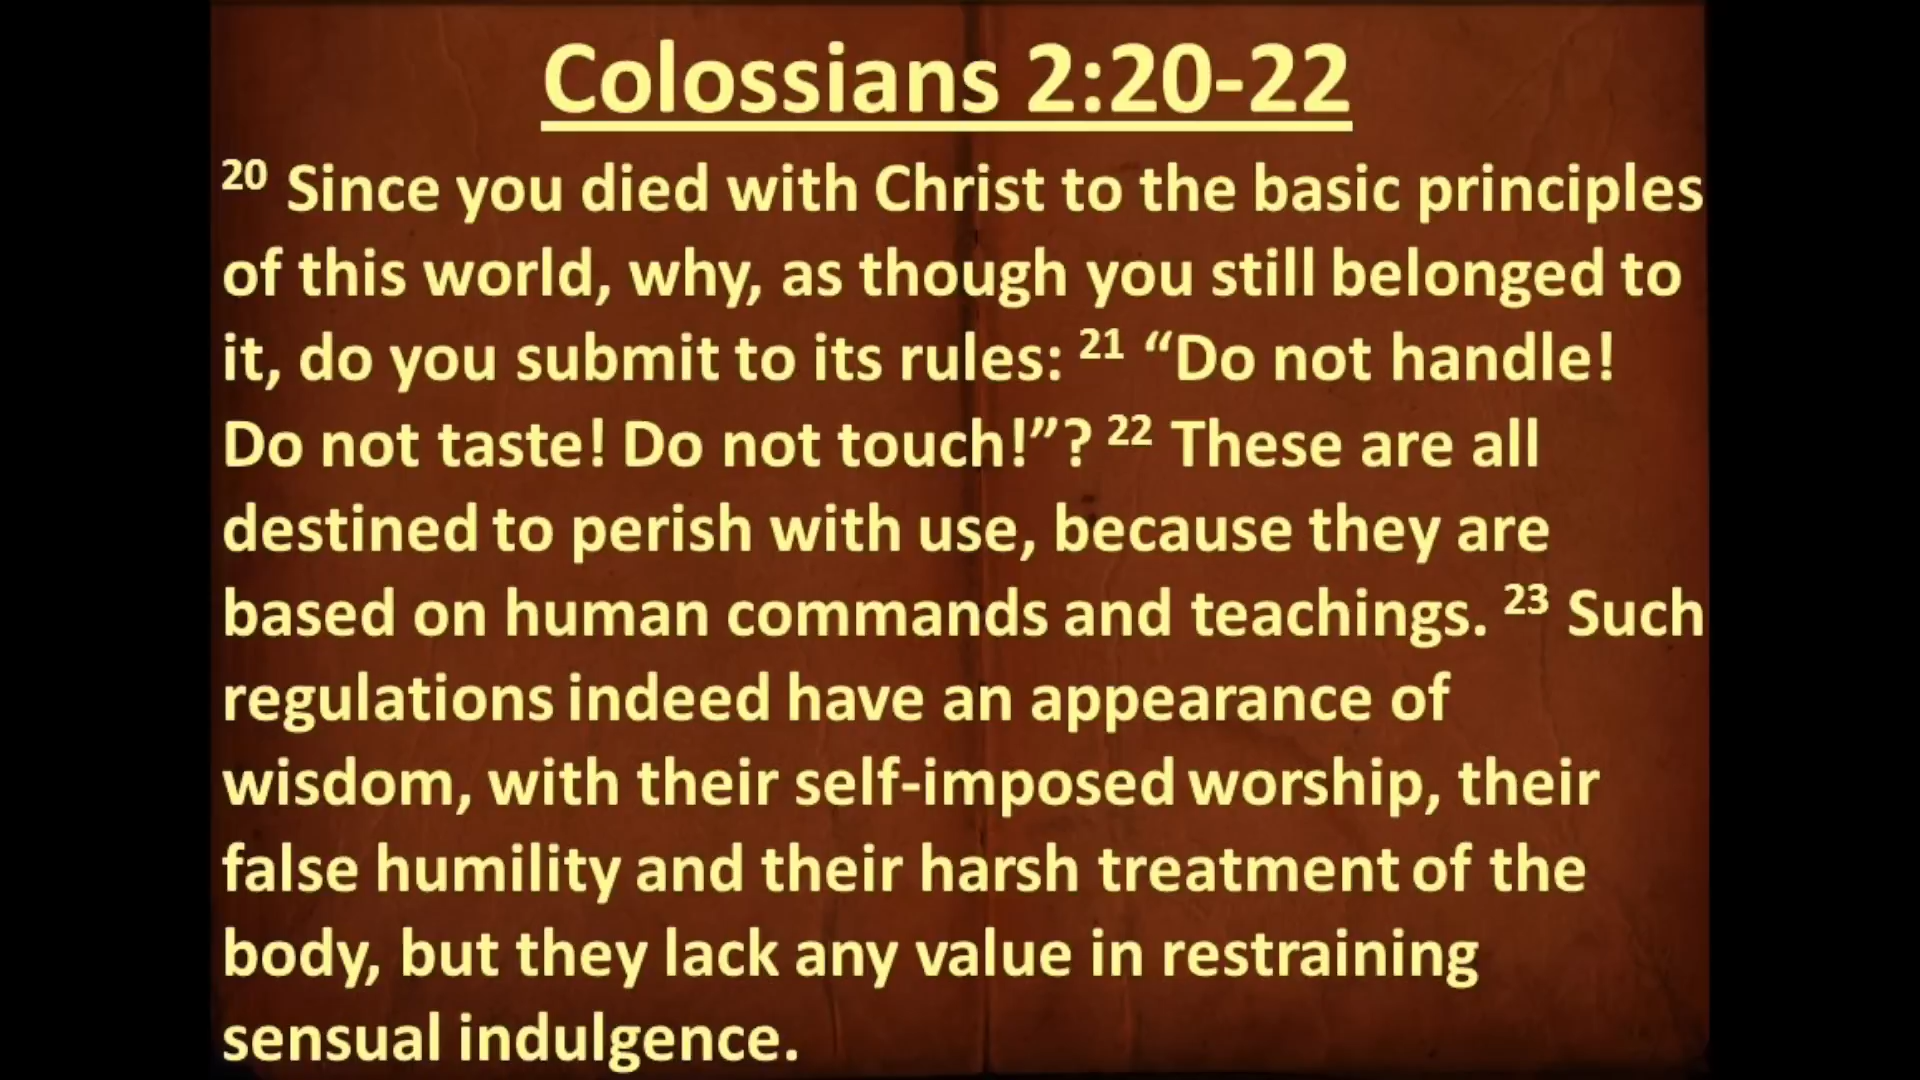 Colossians 2:20-22
20 Since you died with Christ to the basic principles
of this world, why, as though you still belonged to
it, do you submit to its rules: 21 “Do not handle!
Do not taste! Do not touch!”? 22 These are all
destined to perish with use, because they are
based on human commands and teachings. 23 Such
regulations indeed have an appearance of
wisdom, with their self-imposed worship, their
false humility and their harsh treatment of the
body, but they lack any value in restraining
sensual indulgence.